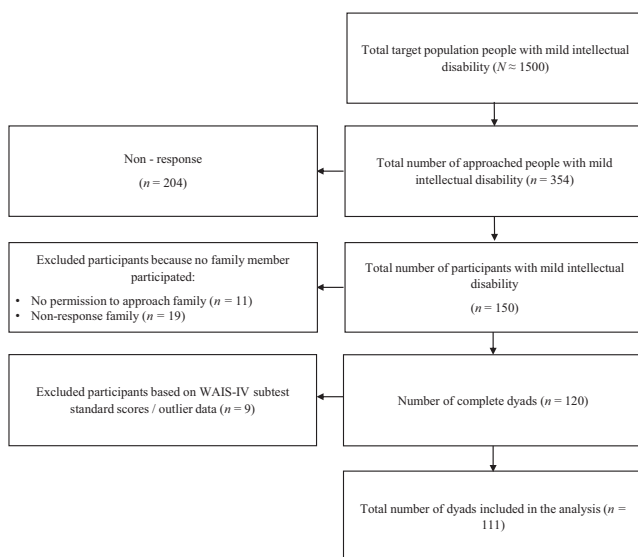 Total target population people with mild intellectual
disability (N ≈ 1500)
Non - response
(n = 204)
Total number of approached people with mild
intellectual disability (n = 354)
Excluded participants because no family member
participated:
• No permission to approach family (n = 11)
• Non-response family (n = 19)
Total number of participants with mild intellectual
disability
(n = 150)
Excluded participants based on WAIS-IV subtest
standard scores / outlier data (n = 9)
Number of complete dyads (n = 120)
Total number of dyads included in the analysis (n =
111)